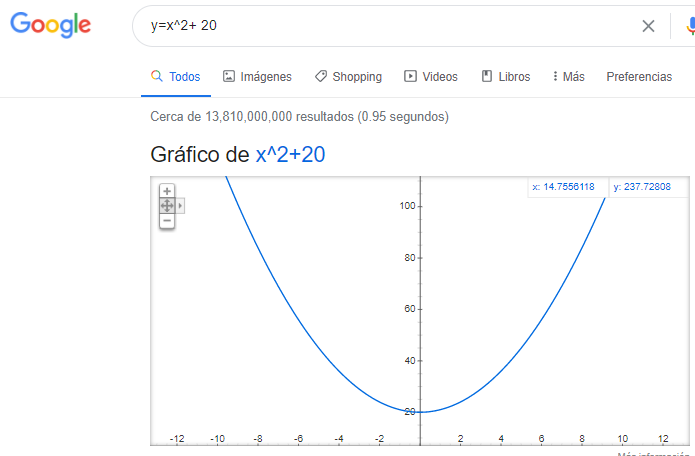 Google y=x^2+ 20
Todos Imágenes Shopping Videos Libros Más Preferencias
Cerca de 13,810,000,000 resultados (0.95 segundos)
Gráfico de x^2+20
x: 14.7556118 y: 237.72808
100
80
60
40
20
-12 -10 -8 -6 -4 -2 2 4 6 8 10 12
Más información